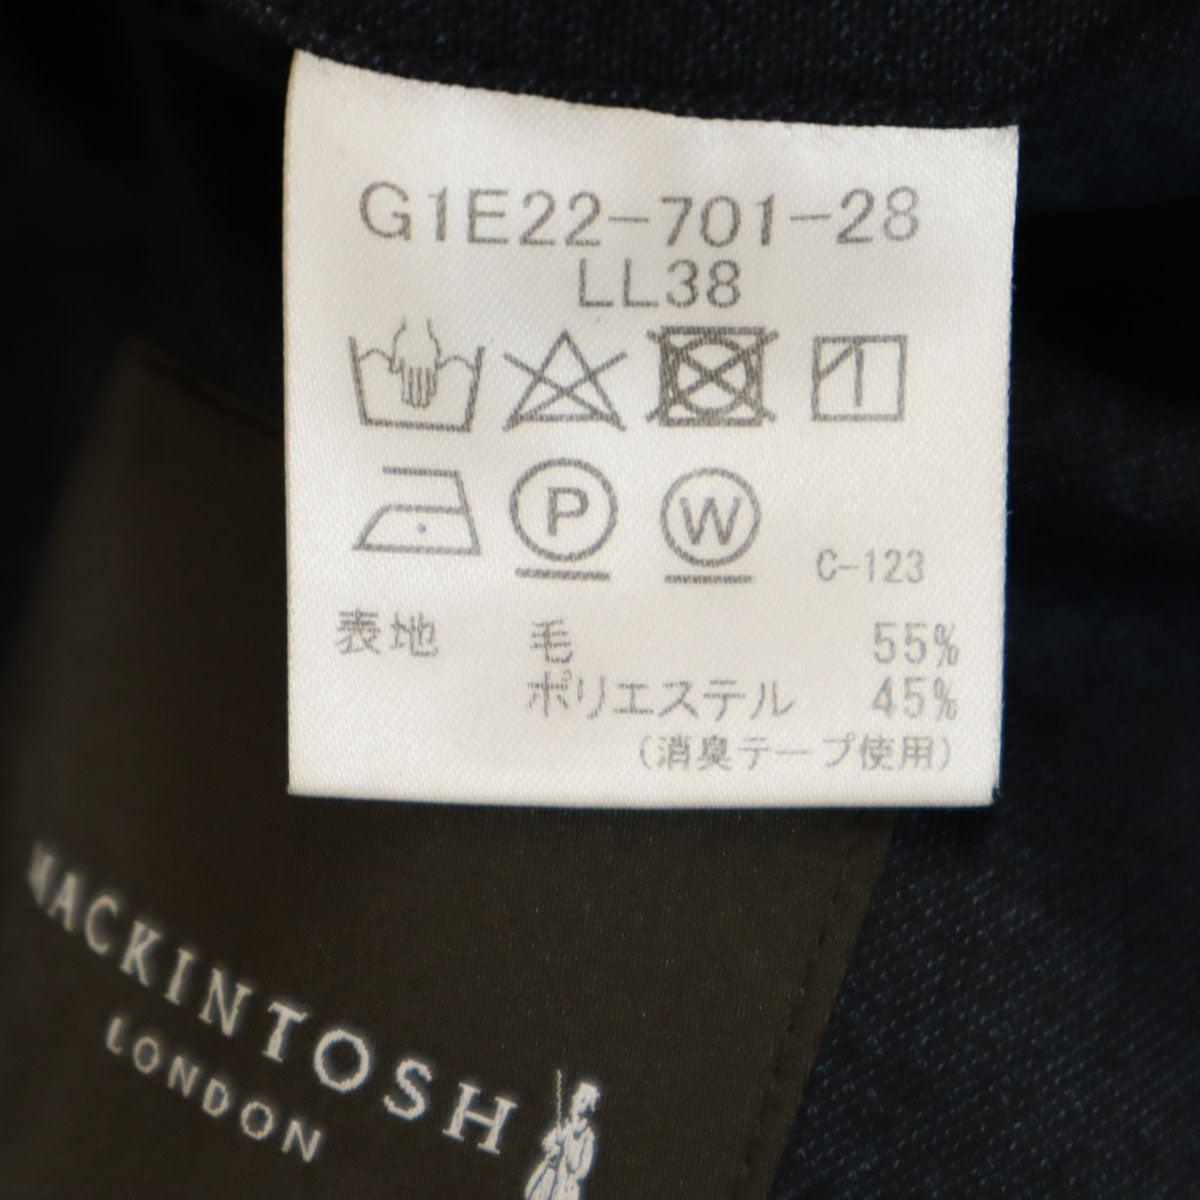 G1E22-701-28
LL38
P W C-123
表地 毛 55%
ポリエステル 45%
(消臭テープ使用)
MACKINTOSH
LONDON